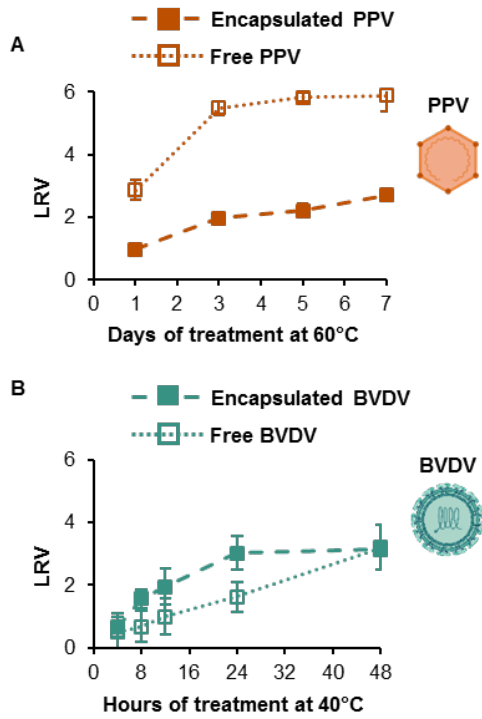 Encapsulated PPV
A
Free PPV
6
4
2
0
LRV
0 1 2 3 4 5 6 7
Days of treatment at 60°C
PPV
B
Encapsulated BVDV
Free BVDV
6
4
2
0
LRV
0 8 16 24 32 40 48
Hours of treatment at 40°C
BVDV